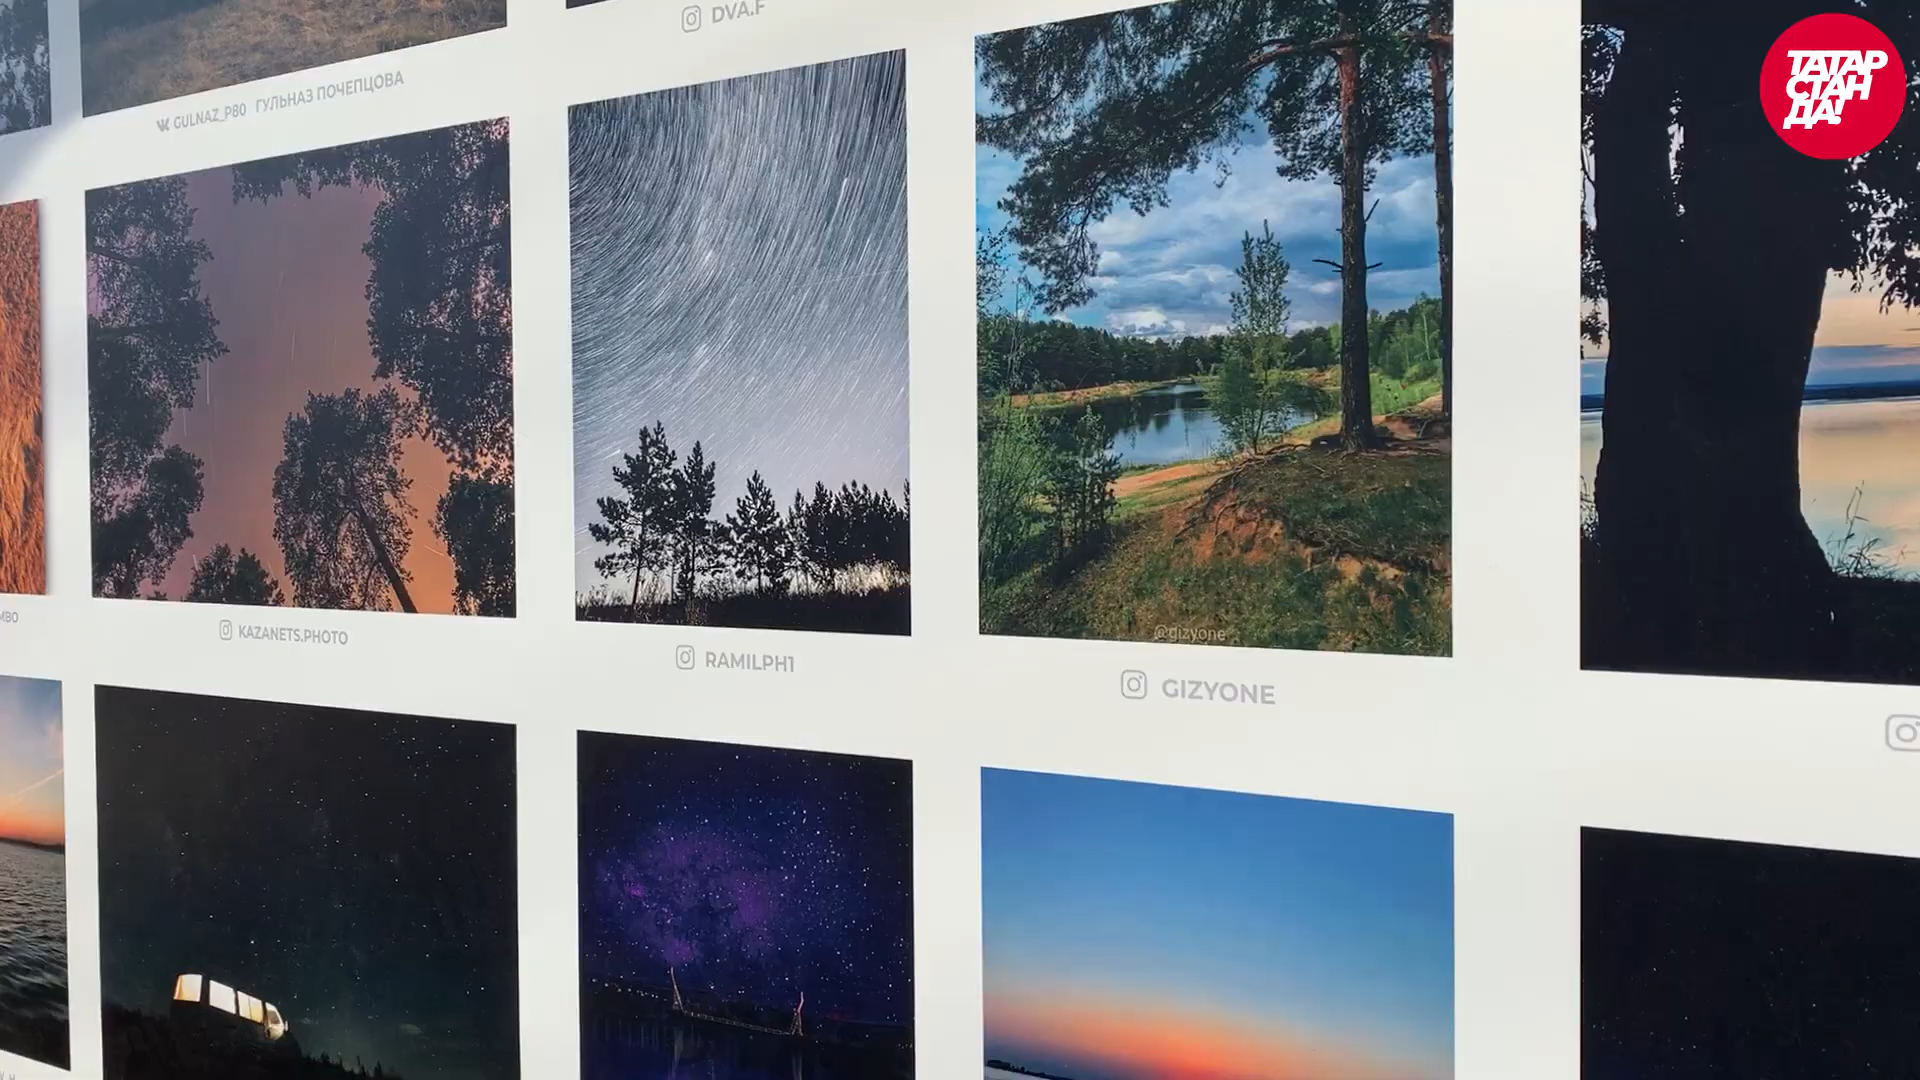 DVA.F
GULNAZ_P80 ГУЛЬНАЗ ПОЧЕПЦОВА
ТАТАР
СТАН
ДА!
KAZANETS.PHOTO
RAMILPH1
@gizyone
GIZYONE